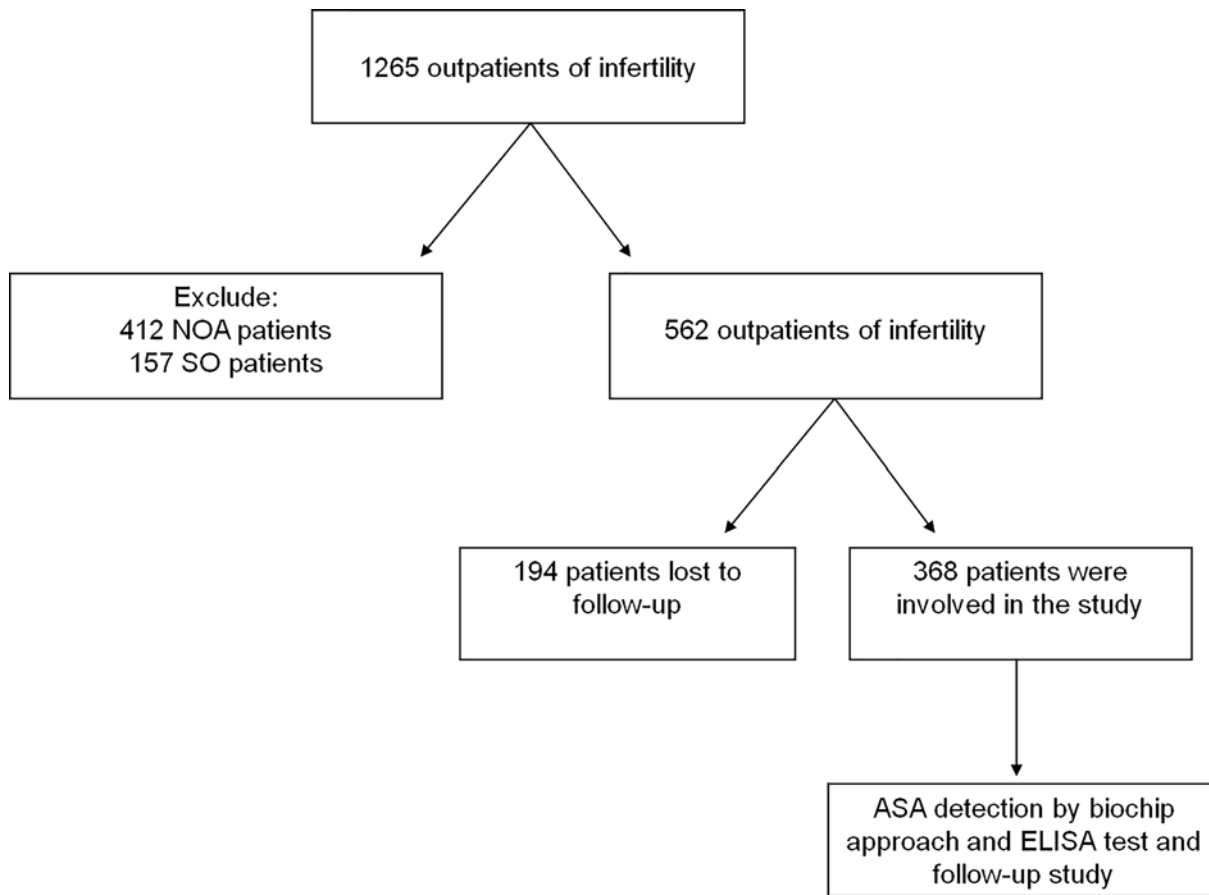 1265 outpatients of infertility
Exclude:
412 NOA patients
157 SO patients
562 outpatients of infertility
194 patients lost to
follow-up
368 patients were
involved in the study
ASA detection by biochip
approach and ELISA test and
follow-up study